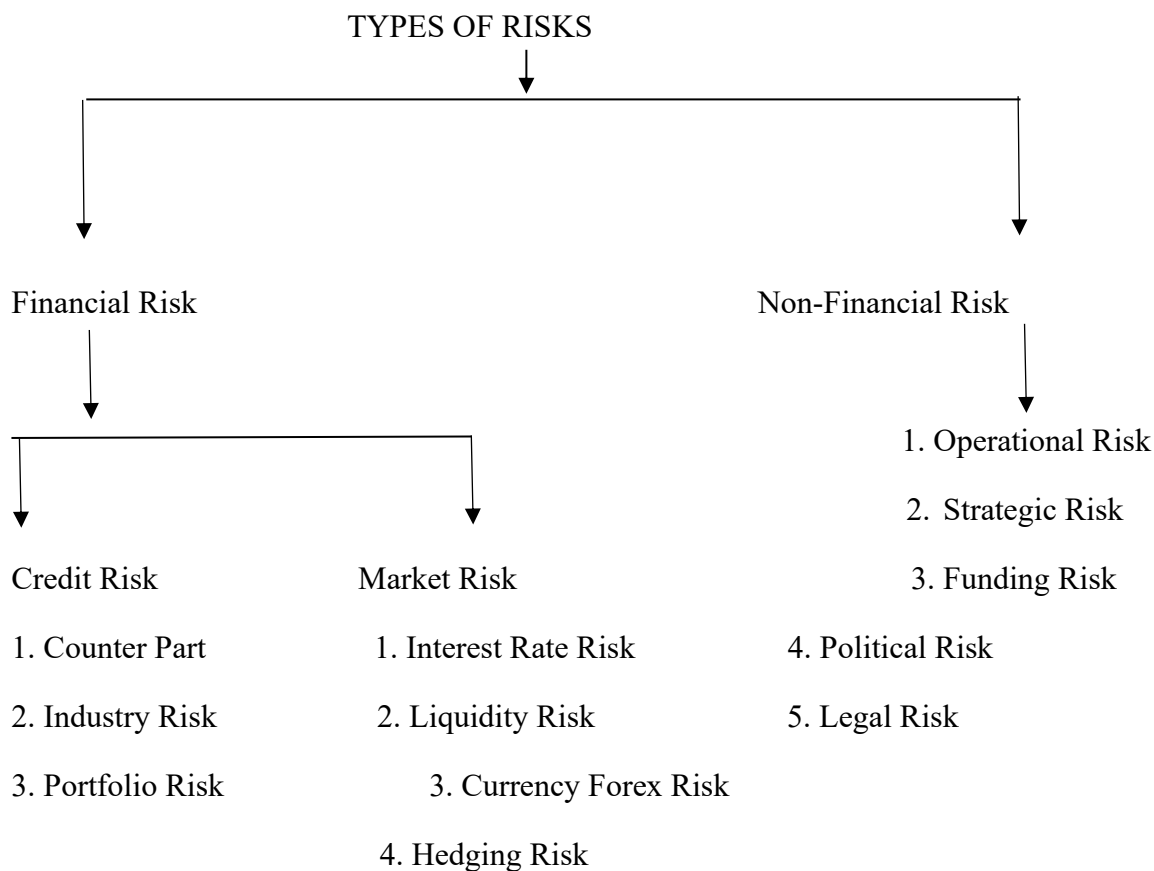 TYPES OF RISKS
Financial Risk
Non-Financial Risk
Credit Risk
1. Counter Part
2. Industry Risk
3. Portfolio Risk
Market Risk
1. Interest Rate Risk
2. Liquidity Risk
3. Currency Forex Risk
4. Hedging Risk
1. Operational Risk
2. Strategic Risk
3. Funding Risk
4. Political Risk
5. Legal Risk